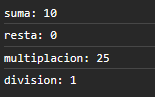 suma: 10
resta: 0
multiplacion: 25
division: 1